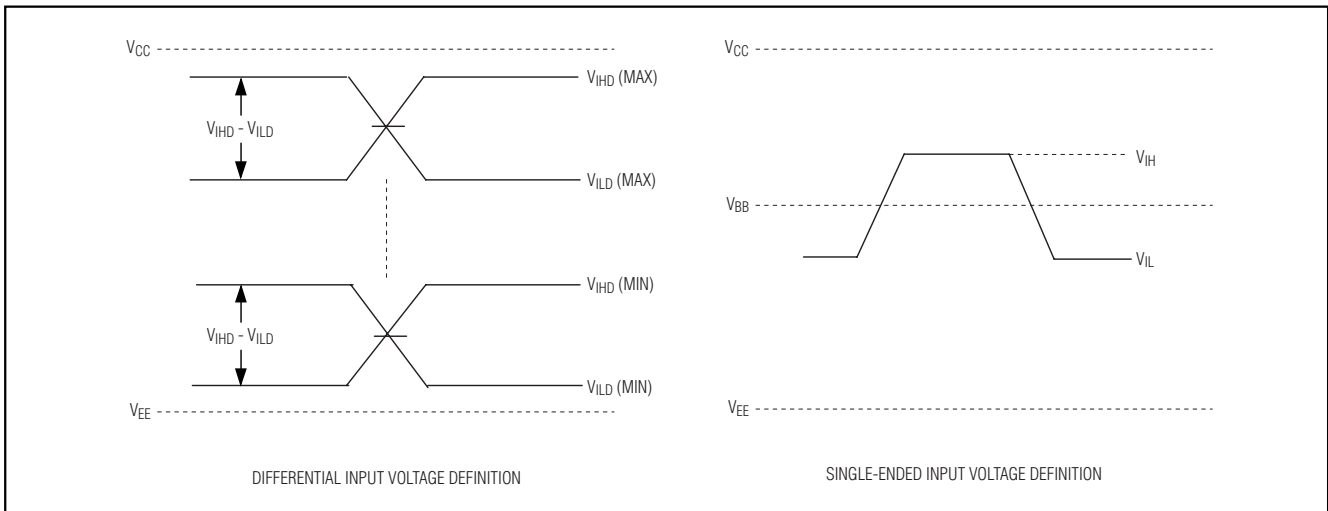 VCC
VIHD (MAX)
VIHD - VILD
VILD (MAX)
VIHD (MIN)
VIHD - VILD
VILD (MIN)
VEE
DIFFERENTIAL INPUT VOLTAGE DEFINITION
VCC
VIH
VBB
VIL
VEE
SINGLE-ENDED INPUT VOLTAGE DEFINITION